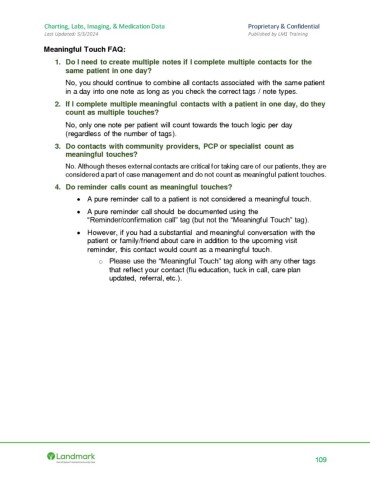 Charting, Labs, Imaging, & Medication Data Proprietary & Confidential
Last Updated: 5/3/2024 Published by LM1 Training
Meaningful Touch FAQ:
1. Do I need to create multiple notes if I complete multiple contacts for the
same patient in one day?
No, you should continue to combine all contacts associated with the same patient
in a day into one note as long as you check the correct tags / note types.
2. If I complete multiple meaningful contacts with a patient in one day, do they
count as multiple touches?
No, only one note per patient will count towards the touch logic per day
(regardless of the number of tags).
3. Do contacts with community providers, PCP or specialist count as
meaningful touches?
No. Although theses external contacts are critical for taking care of our patients, they are
considered a part of case management and do not count as meaningful patient touches.
4. Do reminder calls count as meaningful touches?
• A pure reminder call to a patient is not considered a meaningful touch.
• A pure reminder call should be documented using the
"Reminder/confirmation call" tag (but not the "Meaningful Touch" tag).
• However, if you had a substantial and meaningful conversation with the
patient or family/friend about care in addition to the upcoming visit
reminder, this contact would count as a meaningful touch.
o Please use the "Meaningful Touch" tag along with any other tags
that reflect your contact (flu education, tuck in call, care plan
updated, referral, etc.).
Landmark
109